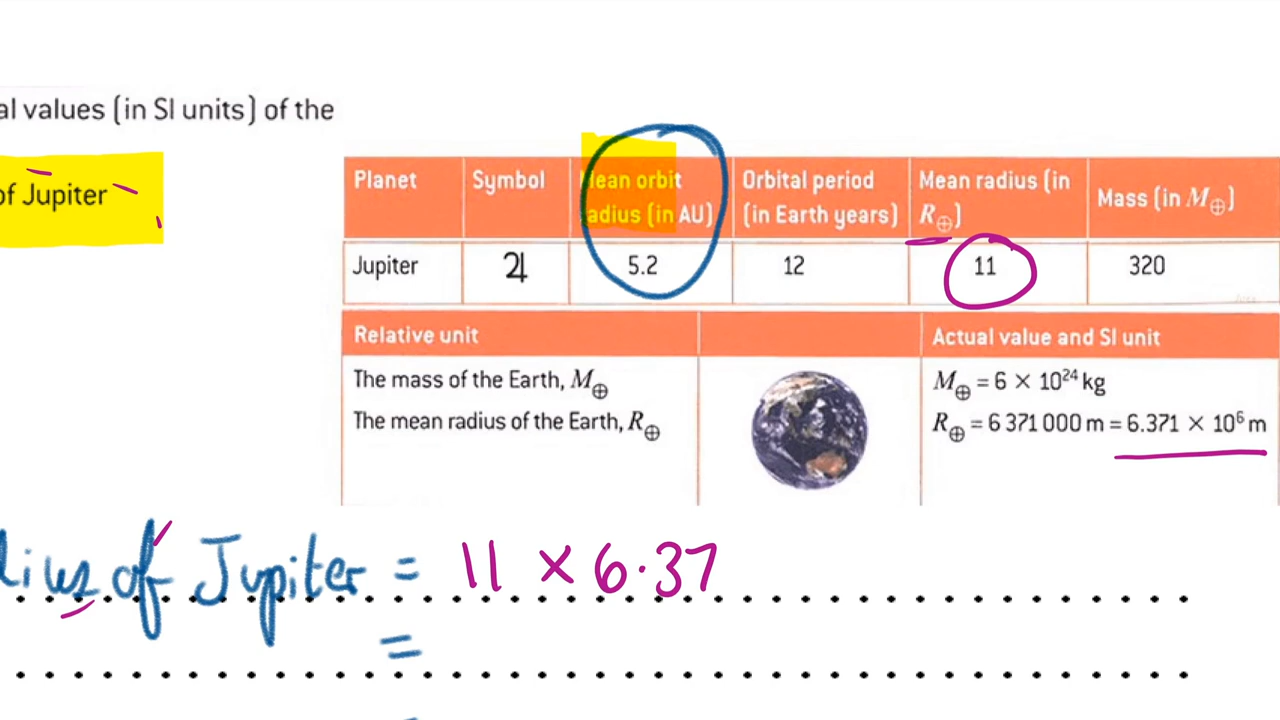 al values (in SI units) of the
of Jupiter
Planet
Symbol
Mean orbit
radius (in AU)
Orbital period
(in Earth years)
Mean radius (in
R⊕)
Mass (in M⊕)
Jupiter
♃
5.2
12
11
320
Relative unit
Actual value and SI unit
The mass of the Earth, M⊕
M⊕ = 6 × 10²⁴ kg
The mean radius of the Earth, R⊕
R⊕ = 6 371 000 m = 6.371 × 10⁶ m
dius of Jupiter = 11 × 6.37
=